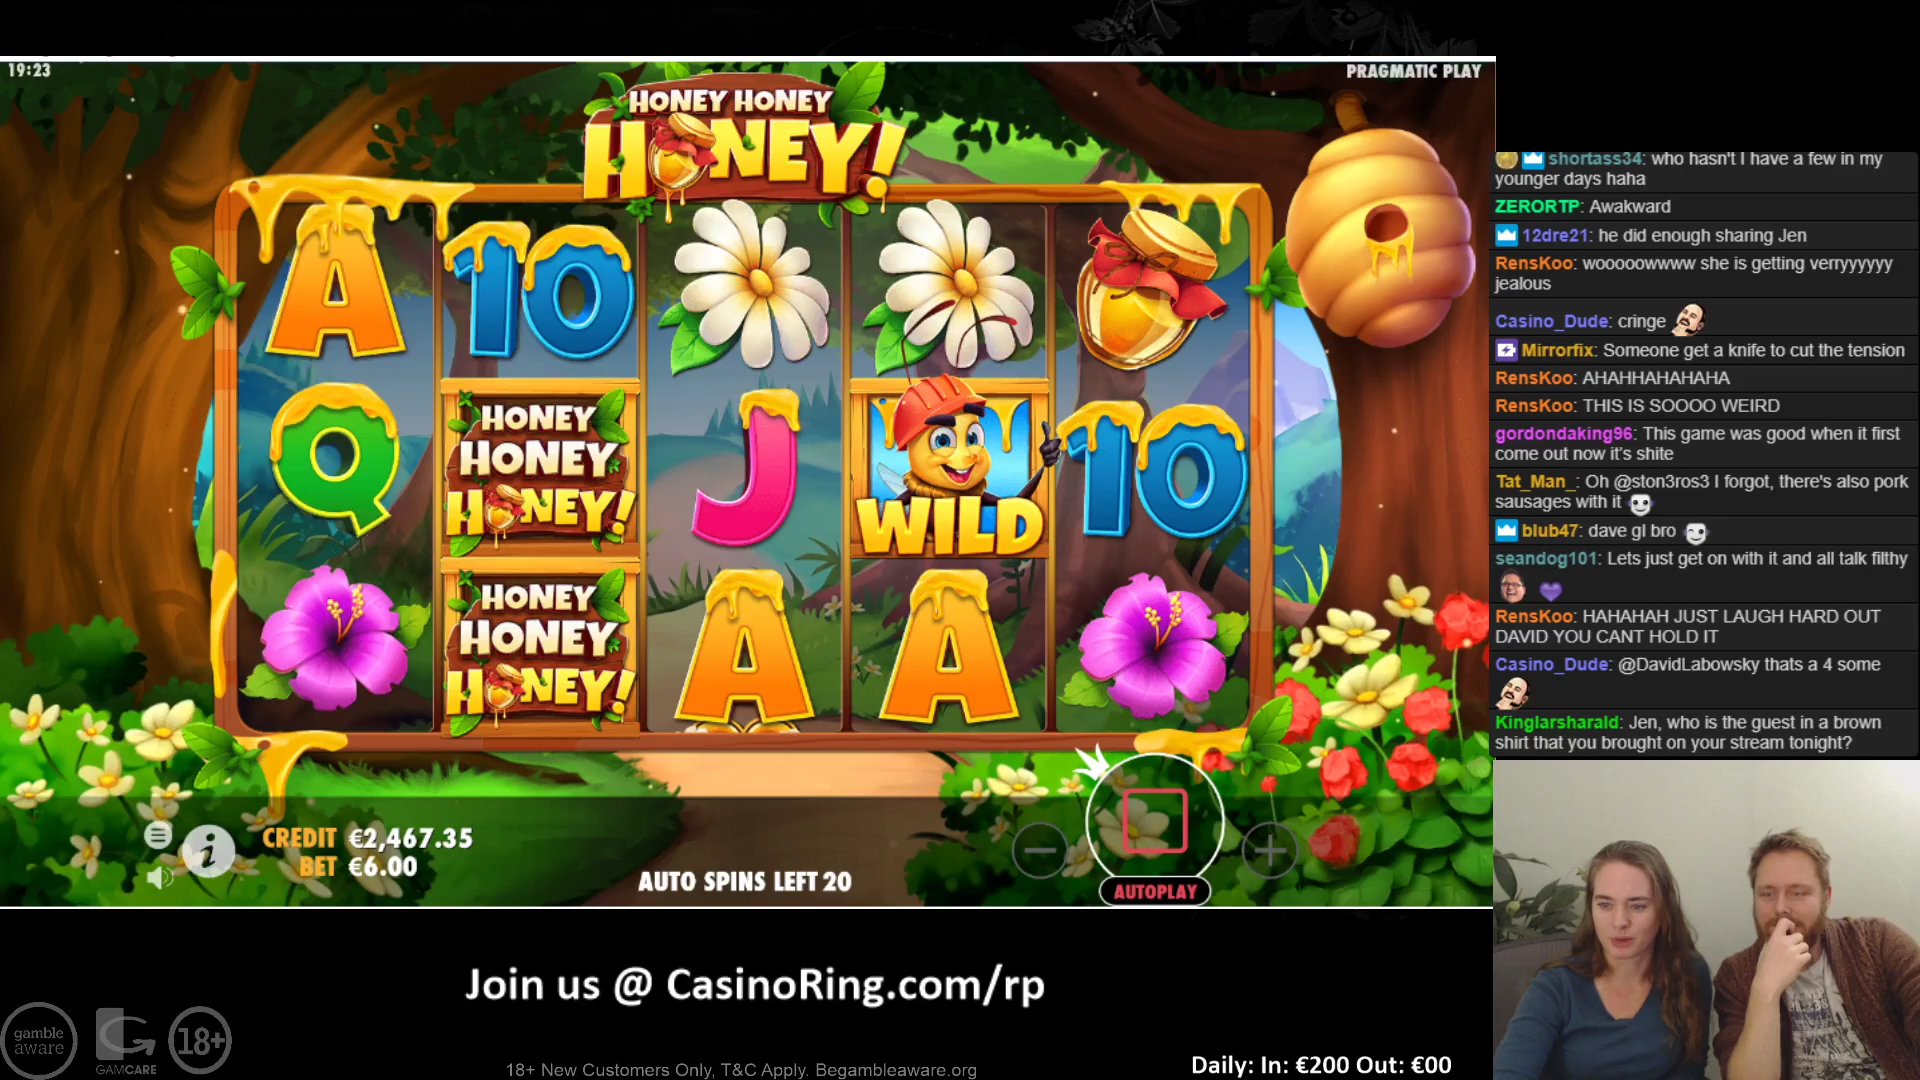 19:23
PRAGMATIC PLAY
HONEY HONEY
HONEY!
A 10
Q
HONEY
HONEY
HONEY!
J
WILD
10
HONEY
HONEY
HONEY!
A A
CREDIT €2,467.35
BET €6.00
AUTO SPINS LEFT 20
AUTOPLAY
shortass34: who hasn't I have a few in my
younger days haha
ZERORTP: Awakward
12dre21: he did enough sharing Jen
RensKoo: wooooowwww she is getting verryyyyyy
jealous
Casino_Dude: cringe
Mirrorfix: Someone get a knife to cut the tension
RensKoo: AHAHHAHAHAHA
RensKoo: THIS IS SOOOO WEIRD
gordondaking96: This game was good when it first
come out now it's shite
Tat_Man_: Oh @ston3ros3 I forgot, there's also pork
sausages with it
blub47: dave gl bro
seandog101: Lets just get on with it and all talk filthy
RensKoo: HAHAHAH JUST LAUGH HARD OUT
DAVID YOU CANT HOLD IT
Casino_Dude: @DavidLabowsky thats a 4 some
Kinglarsharald: Jen, who is the guest in a brown
shirt that you brought on your stream tonight?
Join us @ CasinoRing.com/rp
gamble
aware
GAMCARE
18+
18+ New Customers Only, T&C Apply. Begambleaware.org
Daily: In: €200 Out: €00